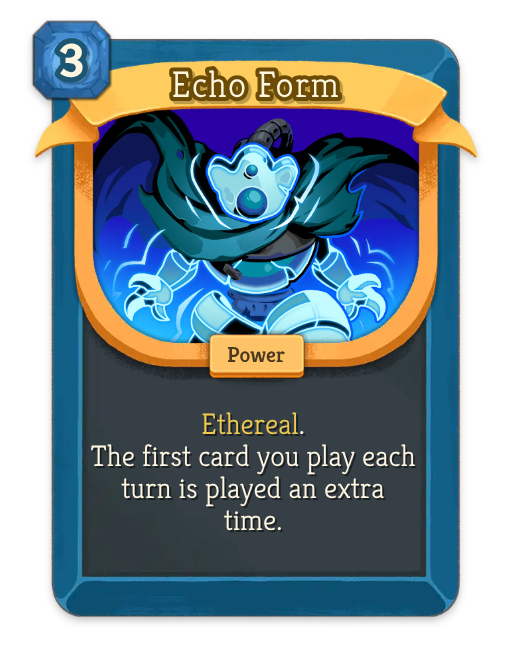 3
Echo Form
Power
Ethereal.
The first card you play each
turn is played an extra
time.